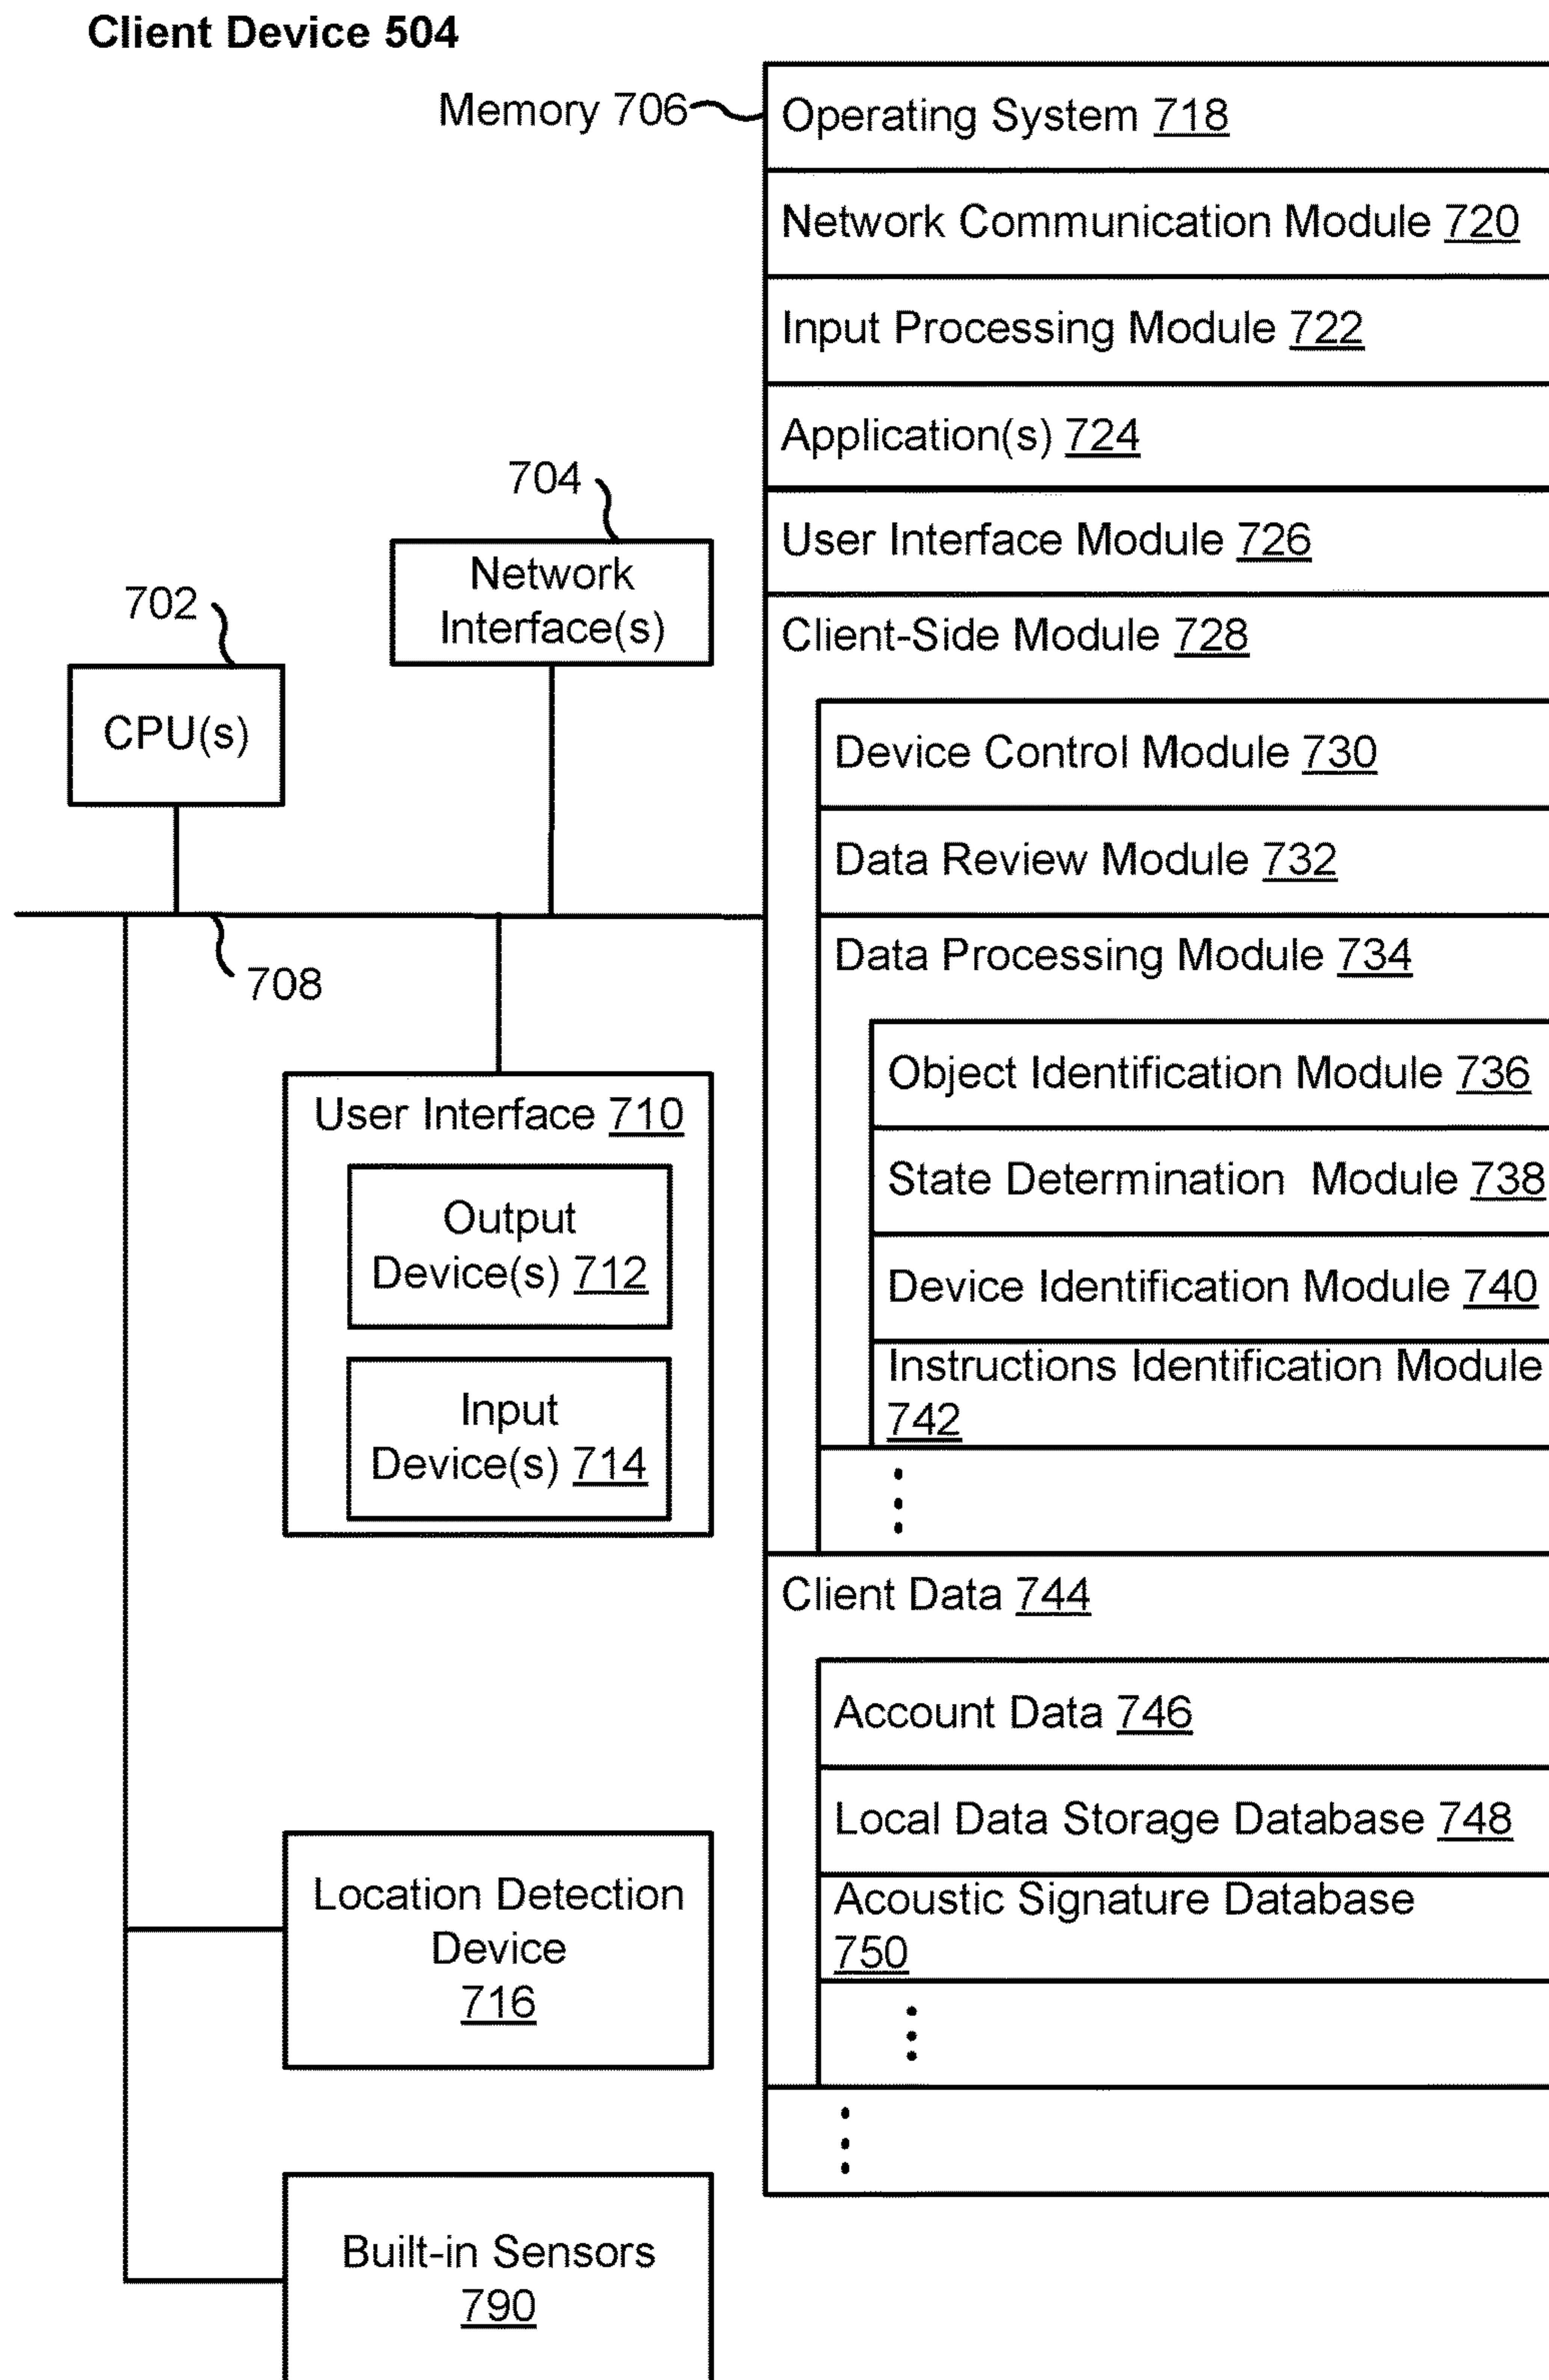 Client Device 504
Memory 706
Operating System 718
Network Communication Module 720
Input Processing Module 722
Application(s) 724
User Interface Module 726
Client-Side Module 728
Device Control Module 730
Data Review Module 732
Data Processing Module 734
Object Identification Module 736
State Determination Module 738
Device Identification Module 740
Instructions Identification Module
742
Client Data 744
Account Data 746
Local Data Storage Database 748
Acoustic Signature Database
750
704
Network
Interface(s)
702
CPU(s)
708
User Interface 710
Output
Device(s) 712
Input
Device(s) 714
Location Detection
Device
716
Built-in Sensors
790